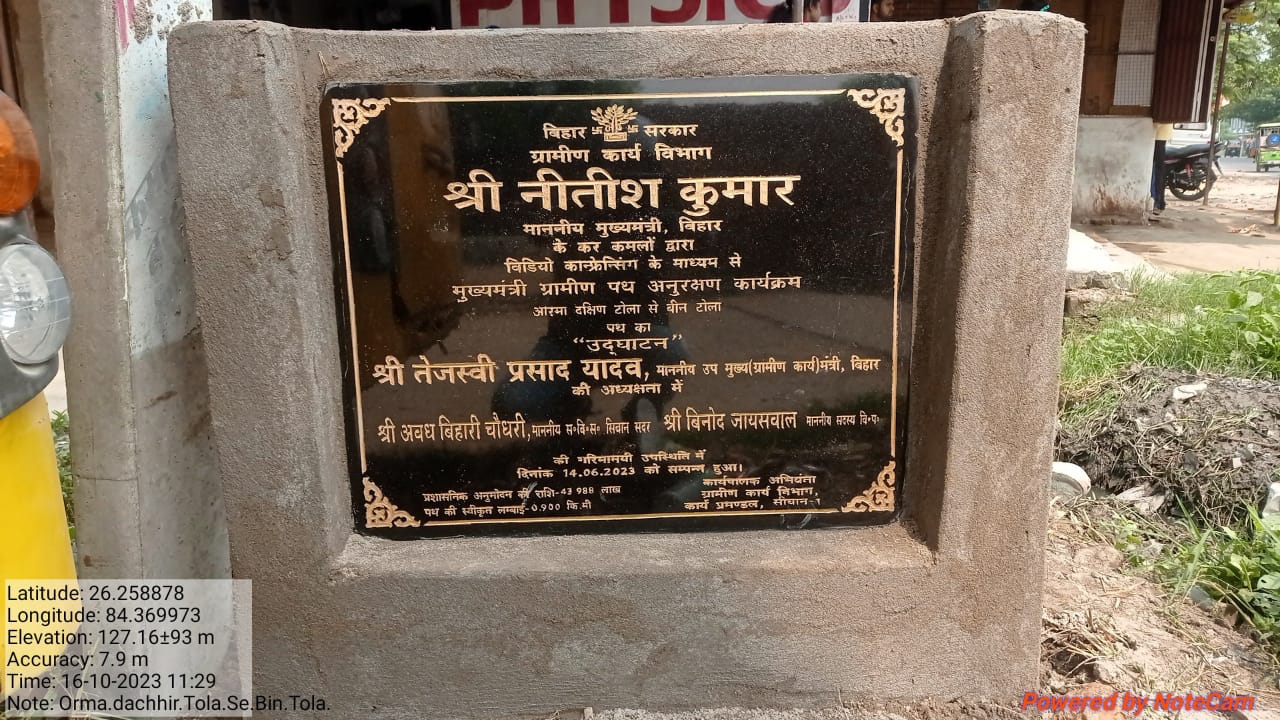 PHYSICS
बिहार सरकार
ग्रामीण कार्य विभाग
श्री नीतीश कुमार
माननीय मुख्यमंत्री, बिहार
के कर कमलों द्वारा
विडियो कान्फ्रेन्सिंग के माध्यम से
मुख्यमंत्री ग्रामीण पथ अनुरक्षण कार्यक्रम
आरमा दक्षिण टोला से बीन टोला
पथ का
“उद्घाटन”
श्री तेजस्वी प्रसाद यादव, माननीय उप मुख्य(ग्रामीण कार्य)मंत्री, बिहार
की अध्यक्षता में
श्री अवध बिहारी चौधरी, माननीय स॰वि॰स॰ सिवान सदर श्री बिनोद जायसवाल माननीय सदस्य वि॰प॰
की गरिमामयी उपस्थिति में
दिनांक 14.06.2023 को सम्पन्न हुआ।
प्रशासनिक अनुमोदन की राशि-43.988 लाख
पथ की स्वीकृत लम्बाई-0.900 कि.मी
कार्यपालक अभियंता
ग्रामीण कार्य विभाग,
कार्य प्रमण्डल, सीवान-1
Latitude: 26.258878
Longitude: 84.369973
Elevation: 127.16±93 m
Accuracy: 7.9 m
Time: 16-10-2023 11:29
Note: Orma.dachhir.Tola.Se.Bin.Tola.
Powered by NoteCam